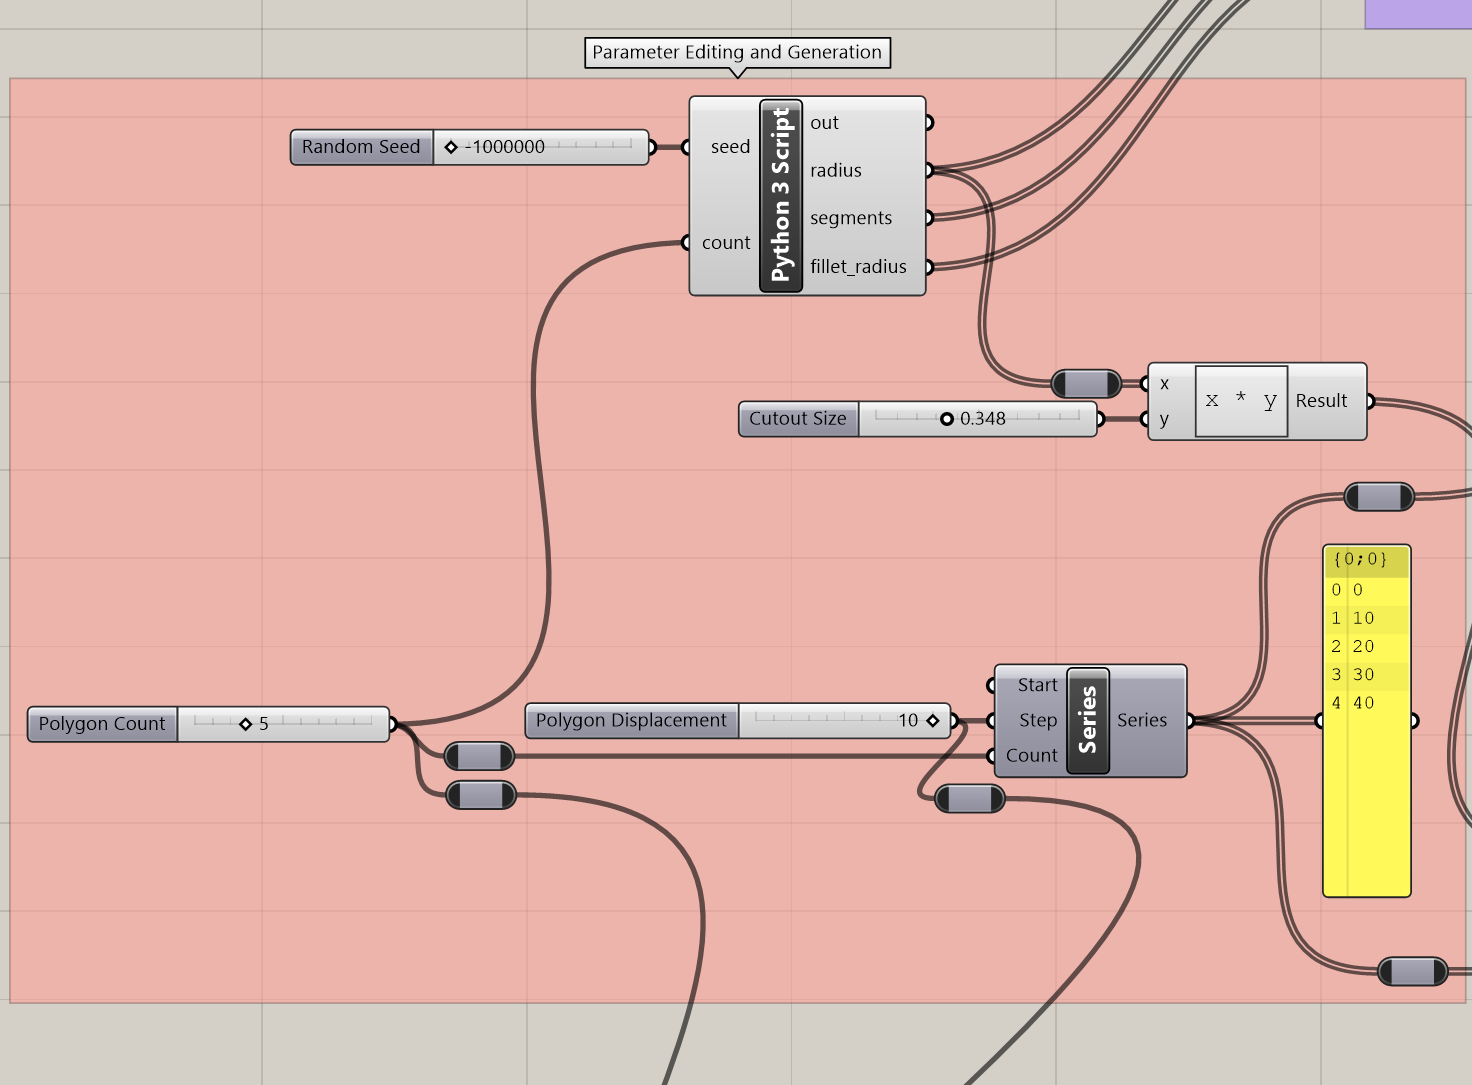 Parameter Editing and Generation
Random Seed
-1000000
seed
count
Python 3 Script
out
radius
segments
fillet_radius
Cutout Size
0.348
x
y
x * y
Result
Polygon Count
5
Polygon Displacement
10
Start
Step
Count
Series
Series
{0;0}
0 0
1 10
2 20
3 30
4 40